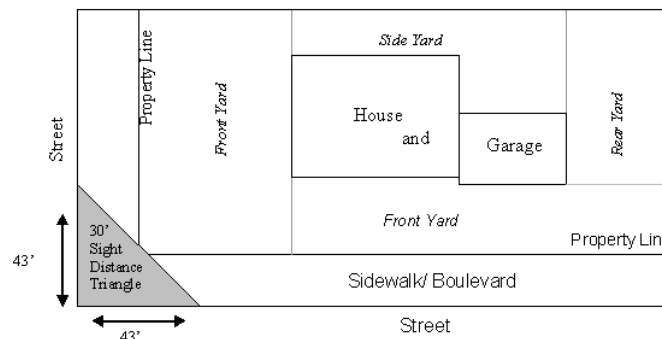 Side Yard
Property Line
Front Yard
House
and
Garage
Rear Yard
Street
Front Yard
Property Lin
30’
Sight
Distance
Triangle
43’
Sidewalk/ Boulevard
43’
Street